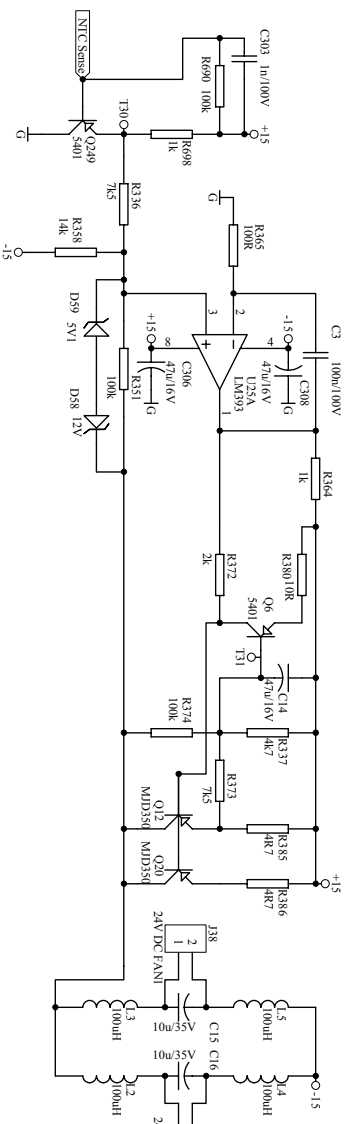 NTC Sense
C303 1n/100V
R690
100k
+15
R698
1k
T30
Q249
5401
G
R336
7k5
R358
14k
-15
G
R365
100R
C3
100n/100V
-15
4
C308
47u/16V
G
2
3
1
U25A
LM393
+15
8
C306
47u/16V
G
D59
5V1
R351
100k
D58 12V
R364
1k
R372
2k
R380
10R
Q6
5401
T31
C14
47u/16V
R337
4k7
R374
100k
R373
7k5
R385
4R7
R386
4R7
+15
Q12
MJD350
Q20
MJD350
J38
2
1
24V DC FAN1
L5
100uH
L3
100uH
C15
10u/35V
C16
10u/35V
L4
100uH
L2
100uH
-15